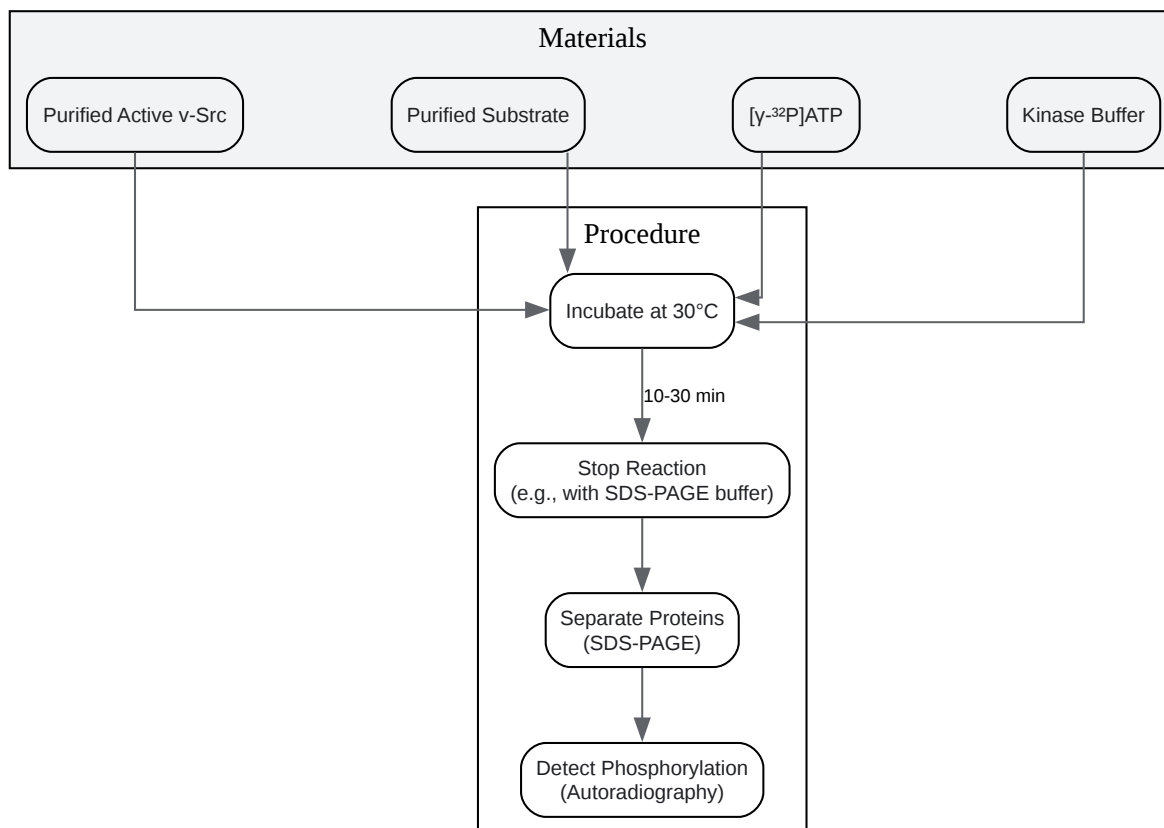 Materials
Purified Active v-Src
Purified Substrate
[γ-³²P]ATP
Kinase Buffer
Procedure
Incubate at 30°C
10-30 min
Stop Reaction
(e.g., with SDS-PAGE buffer)
Separate Proteins
(SDS-PAGE)
Detect Phosphorylation
(Autoradiography)